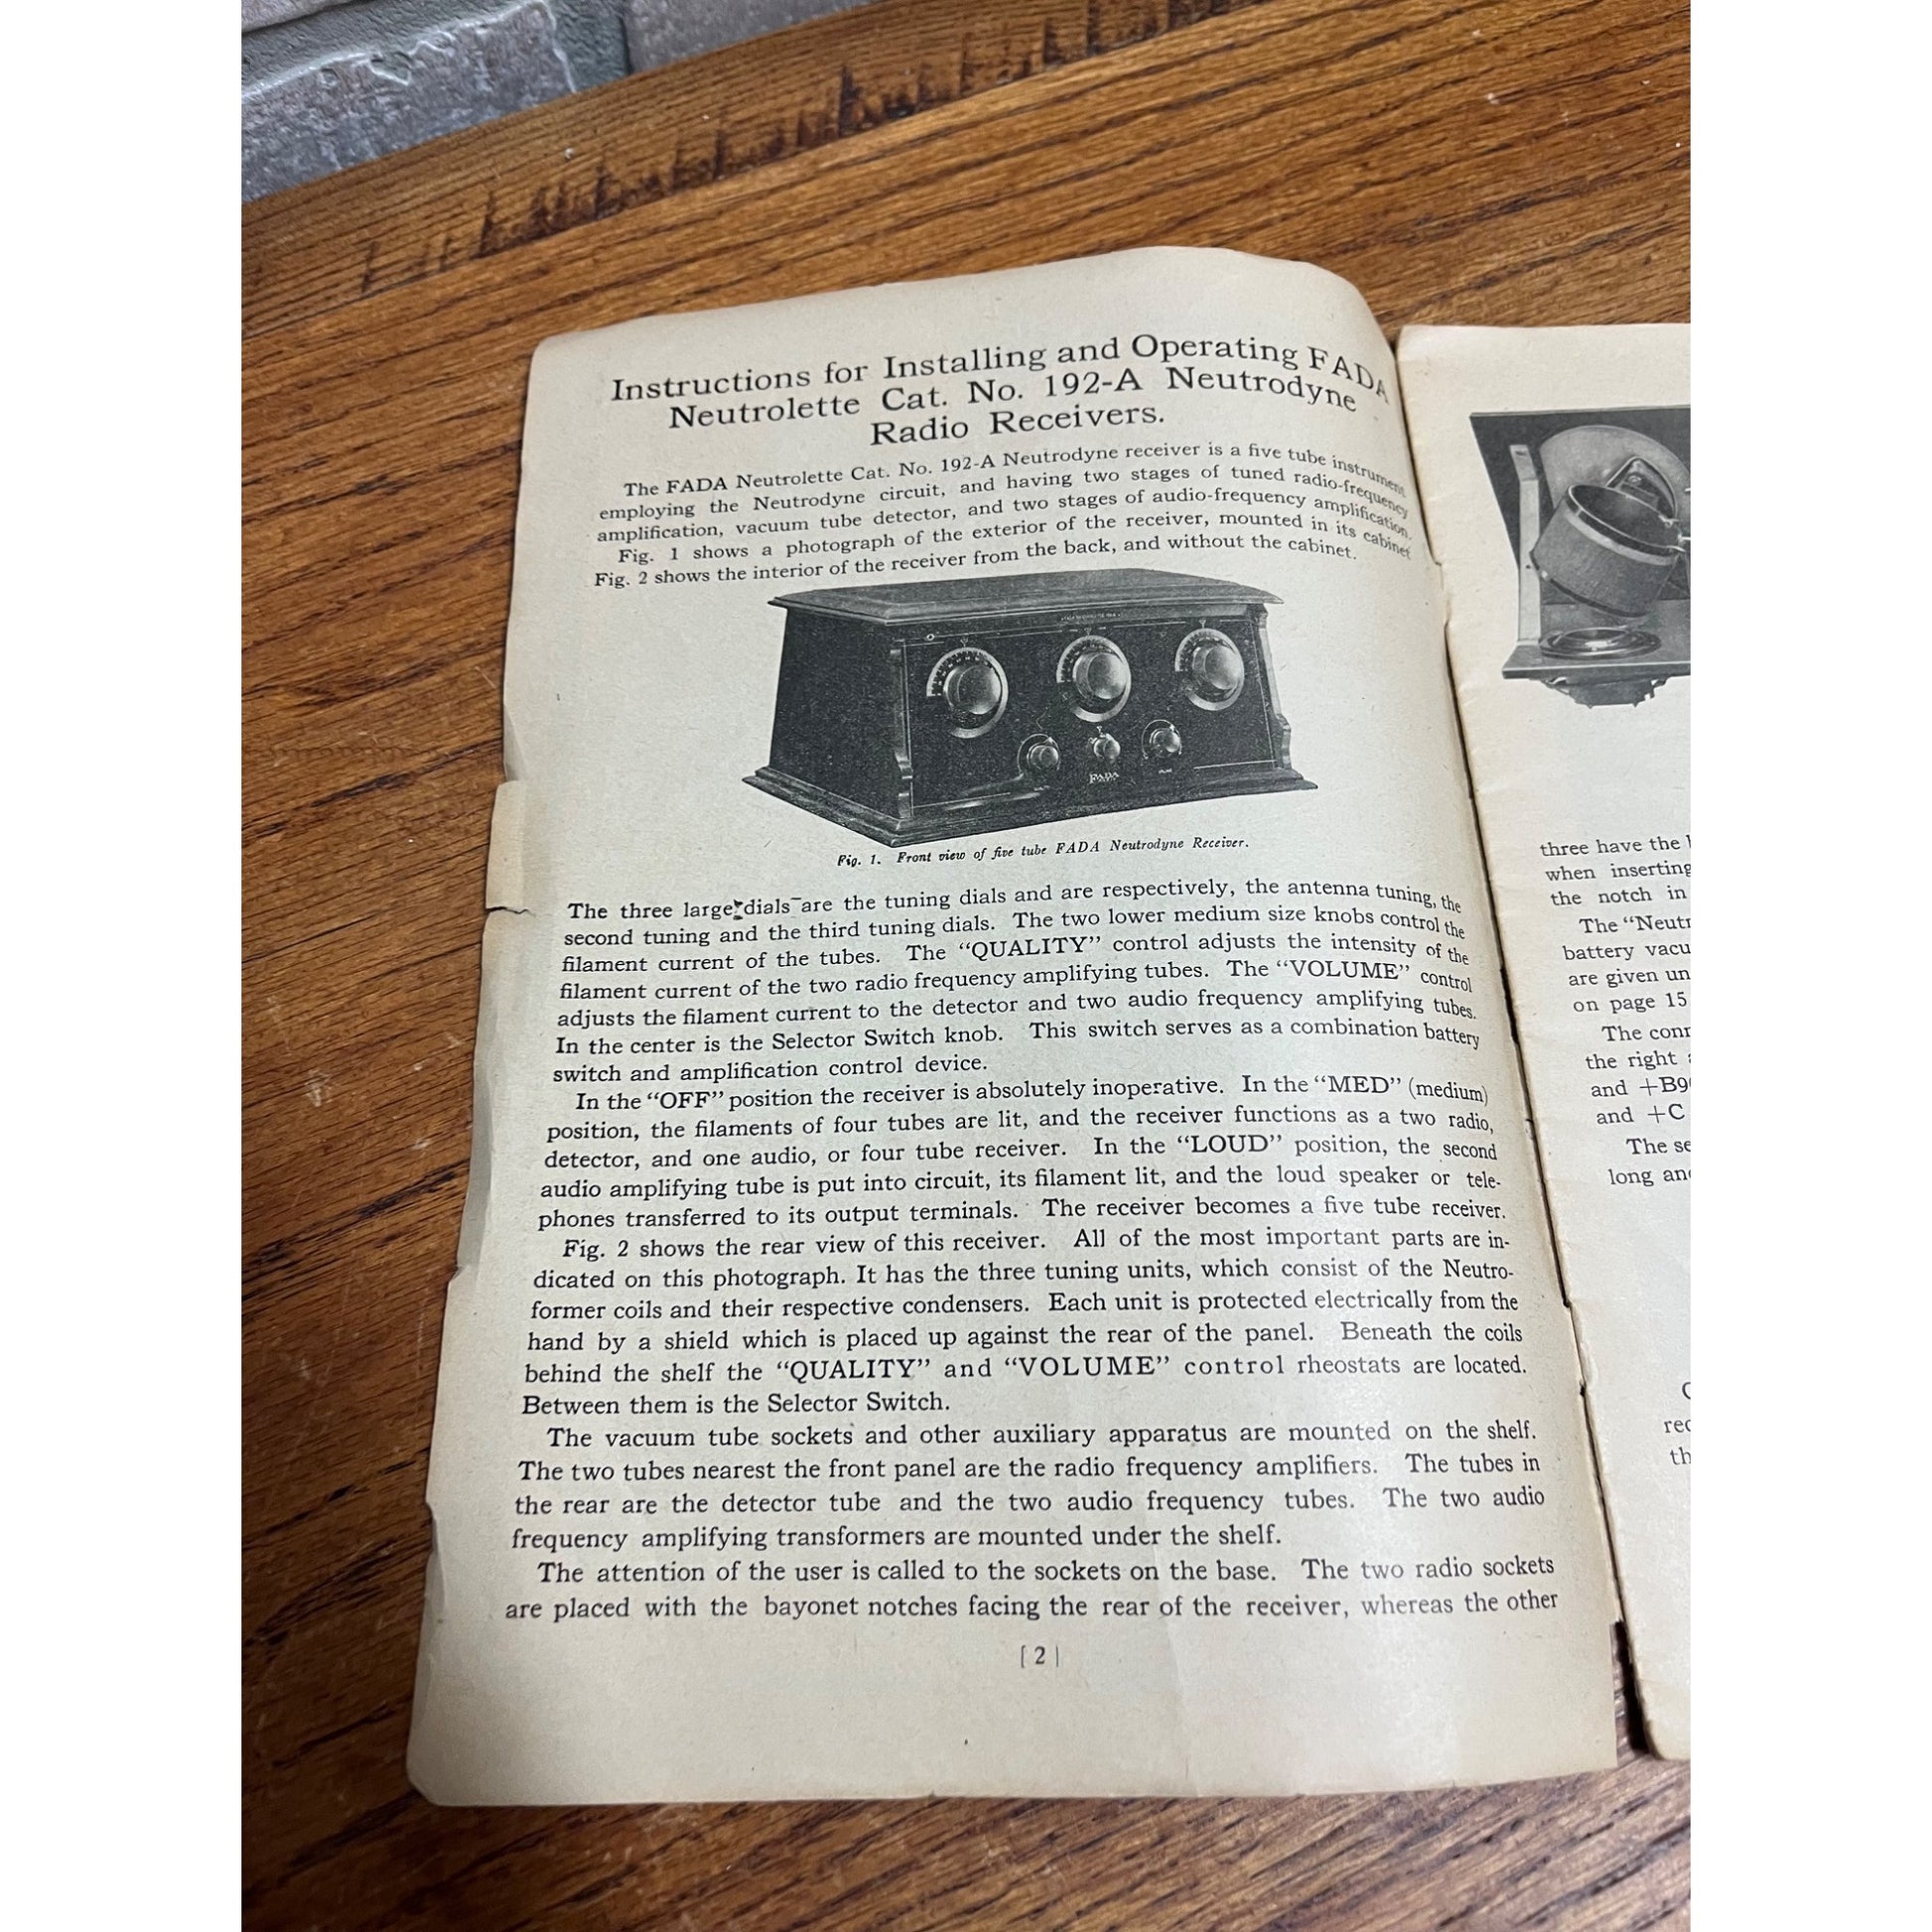 Instructions for Installing and Operating FADA
Neutrolette Cat. No. 192-A Neutrodyne
Radio Receivers.
The FADA Neutrolette Cat. No. 192-A Neutrodyne receiver is a five tube instrument
employing the Neutrodyne circuit, and having two stages of tuned radio-frequency
amplification, vacuum tube detector, and two stages of audio-frequency amplification.
Fig. 1 shows a photograph of the exterior of the receiver, mounted in its cabinet
Fig. 2 shows the interior of the receiver from the back, and without the cabinet.
FADA
Fig. 1. Front view of five tube FADA Neutrodyne Receiver.
The three large dials are the tuning dials and are respectively, the antenna tuning, the
second tuning and the third tuning dials. The two lower medium size knobs control the
filament current of the tubes. The "QUALITY" control adjusts the intensity of the
filament current of the two radio frequency amplifying tubes. The "VOLUME" control
adjusts the filament current to the detector and two audio frequency amplifying tubes.
In the center is the Selector Switch knob. This switch serves as a combination battery
switch and amplification control device.
In the "OFF" position the receiver is absolutely inoperative. In the "MED" (medium)
position, the filaments of four tubes are lit, and the receiver functions as a two radio,
detector, and one audio, or four tube receiver. In the "LOUD" position, the second
audio amplifying tube is put into circuit, its filament lit, and the loud speaker or tele-
phones transferred to its output terminals. The receiver becomes a five tube receiver.
Fig. 2 shows the rear view of this receiver. All of the most important parts are in-
dicated on this photograph. It has the three tuning units, which consist of the Neutro-
former coils and their respective condensers. Each unit is protected electrically from the
hand by a shield which is placed up against the rear of the panel. Beneath the coils
behind the shelf the "QUALITY" and "VOLUME" control rheostats are located.
Between them is the Selector Switch.
The vacuum tube sockets and other auxiliary apparatus are mounted on the shelf.
The two tubes nearest the front panel are the radio frequency amplifiers. The tubes in
the rear are the detector tube and the two audio frequency tubes. The two audio
frequency amplifying transformers are mounted under the shelf.
The attention of the user is called to the sockets on the base. The two radio sockets
are placed with the bayonet notches facing the rear of the receiver, whereas the other
[ 2 ]
three have the
when inserting
the notch in
The "Neutr
battery vacu
are given un
on page 15
The conn
the right
and +B9
and +C
The se
long an
rec
th